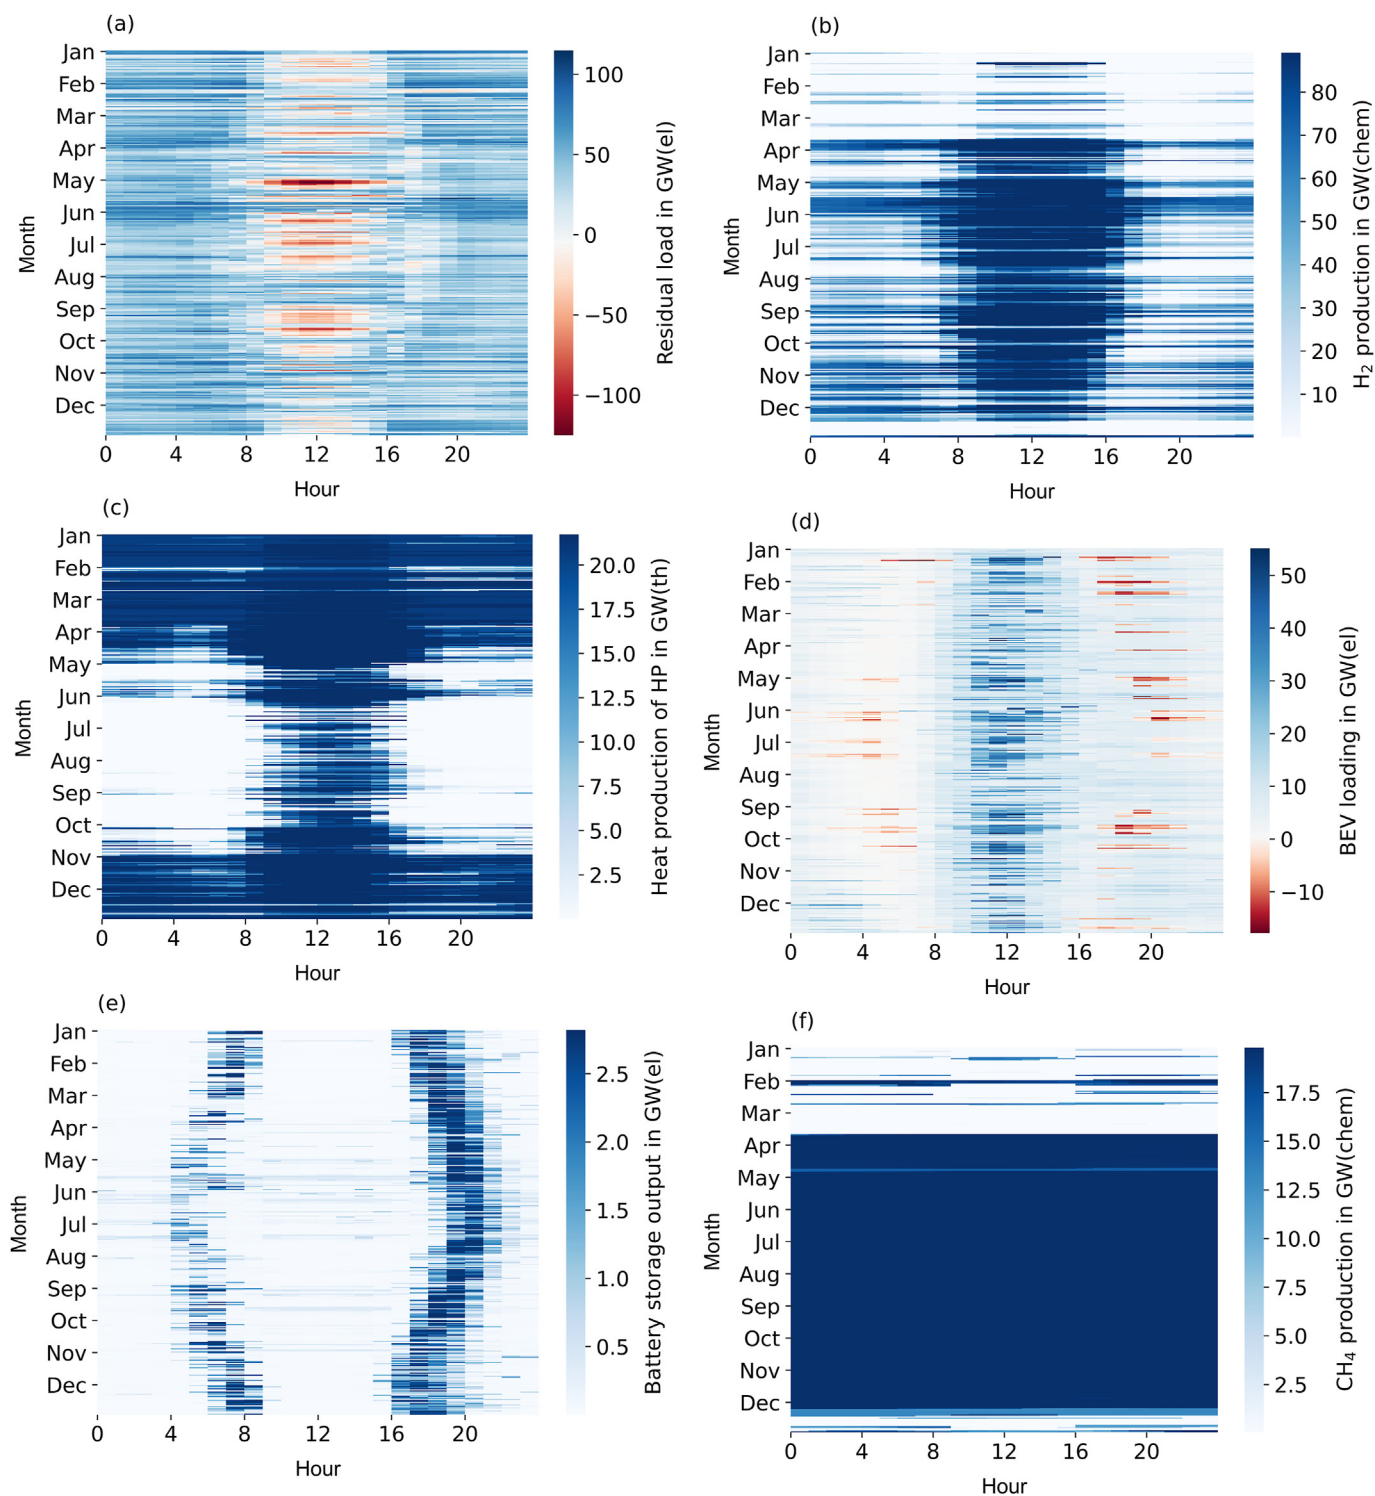 (a)
Jan
Feb
Mar
Apr
May
Jun
Jul
Aug
Sep
Oct
Nov
Dec
Month
0 4 8 12 16 20
Hour
100
50
0
−50
−100
Residual load in GW(el)
(b)
Jan
Feb
Mar
Apr
May
Jun
Jul
Aug
Sep
Oct
Nov
Dec
Month
0 4 8 12 16 20
Hour
80
70
60
50
40
30
20
10
H₂ production in GW(chem)
(c)
Jan
Feb
Mar
Apr
May
Jun
Jul
Aug
Sep
Oct
Nov
Dec
Month
0 4 8 12 16 20
Hour
20.0
17.5
15.0
12.5
10.0
7.5
5.0
2.5
Heat production of HP in GW(th)
(d)
Jan
Feb
Mar
Apr
May
Jun
Jul
Aug
Sep
Oct
Nov
Dec
Month
0 4 8 12 16 20
Hour
50
40
30
20
10
0
−10
BEV loading in GW(el)
(e)
Jan
Feb
Mar
Apr
May
Jun
Jul
Aug
Sep
Oct
Nov
Dec
Month
0 4 8 12 16 20
Hour
2.5
2.0
1.5
1.0
0.5
Battery storage output in GW(el)
(f)
Jan
Feb
Mar
Apr
May
Jun
Jul
Aug
Sep
Oct
Nov
Dec
Month
0 4 8 12 16 20
Hour
17.5
15.0
12.5
10.0
7.5
5.0
2.5
CH₄ production in GW(chem)